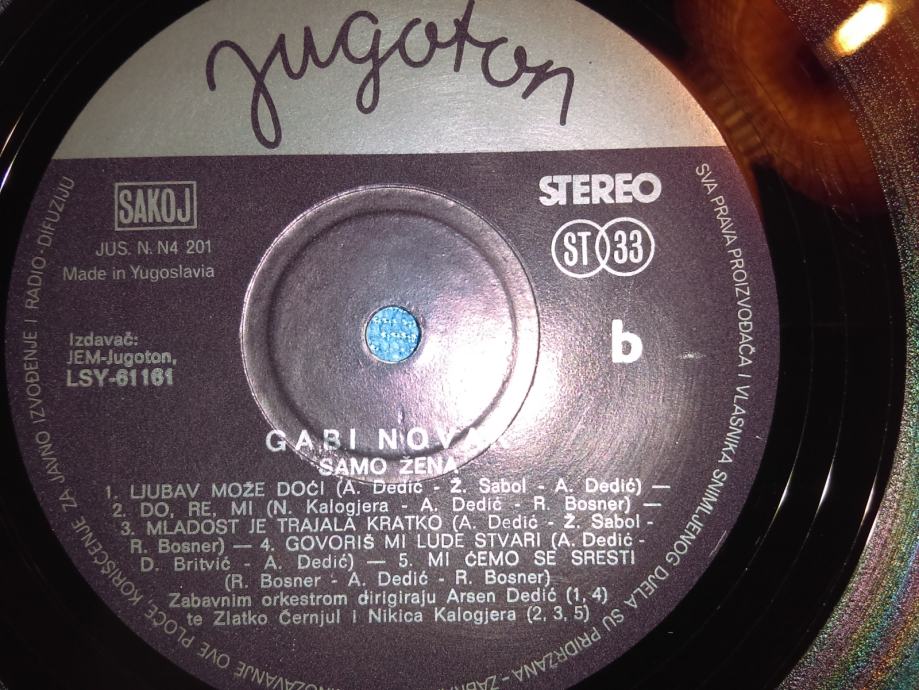 jugoton
SAKOJ
JUS. N. N4 201
Made in Yugoslavia
STEREO
ST 33
Izdavač:
JEM-Jugoton,
LSY-61161
b
GABI NOVAK
SAMO ŽENA
1. LJUBAV MOŽE DOĆI (A. Dedić - Ž. Sabol - A. Dedić) —
2. DO, RE, MI (N. Kalogjera - A. Dedić - R. Bosner)
3. MLADOST JE TRAJALA KRATKO (A. Dedić - Ž. Sabol -
R. Bosner) — 4. GOVORIŠ MI LUDE STVARI (A. Dedić -
D. Britvić - A. Dedić) — 5. MI ĆEMO SE SRESTI
(R. Bosner - A. Dedić - R. Bosner)
Zabavnim orkestrom dirigiraju Arsen Dedić (1, 4)
te Zlatko Černjul i Nikica Kalogjera (2, 3, 5)
SVA PRAVA PROIZVOĐAČA I VLASNIKA SNIMLJENOG DJELA SU PRIDRŽANA -
KORIŠĆENJE OVE PLOČE ZA JAVNO IZVOĐENJE I RADIO-DIFUZIJU